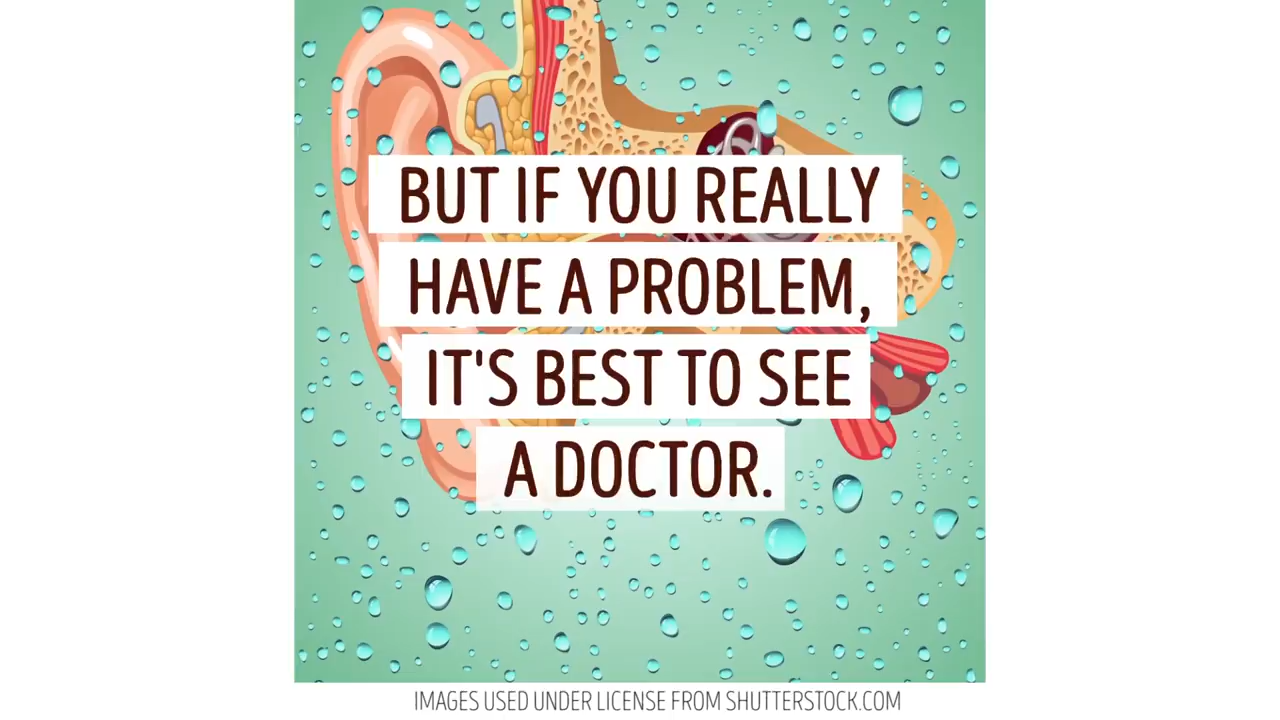 BUT IF YOU REALLY
HAVE A PROBLEM,
IT'S BEST TO SEE
A DOCTOR.
IMAGES USED UNDER LICENSE FROM SHUTTERSTOCK.COM